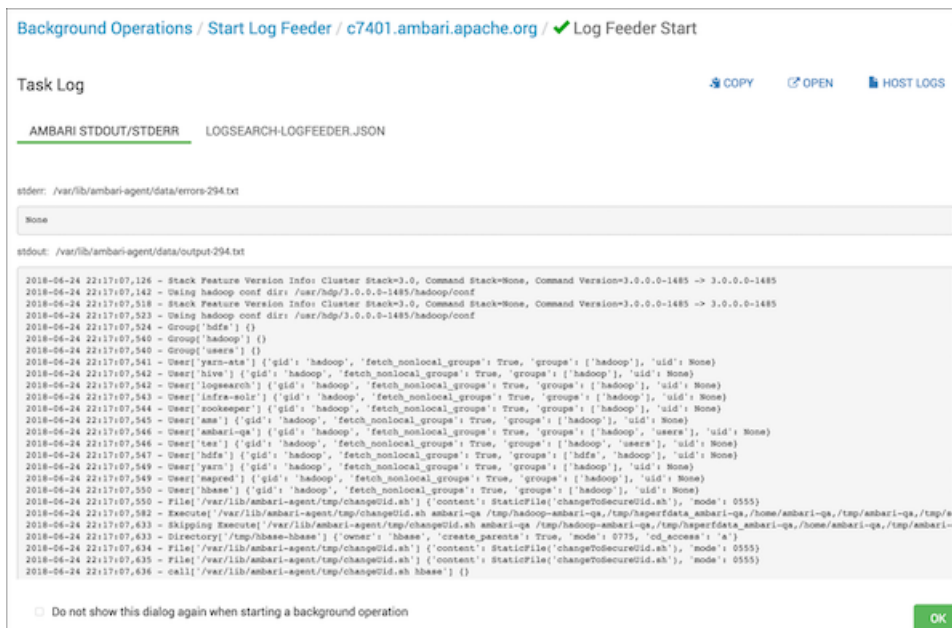 Background Operations / Start Log Feeder / c7401.ambari.apache.org / ✔ Log Feeder Start
Task Log
COPY OPEN HOST LOGS
AMBARI STDOUT/STDERR LOGSEARCH-LOGFEEDER.JSON
stderr: /var/lib/ambari-agent/data/errors-294.txt
None
stdout: /var/lib/ambari-agent/data/output-294.txt
2018-06-24 22:17:07,126 - Stack Feature Version Info: Cluster Stack=3.0, Command Stack=None, Command Version=3.0.0.0-1485 -> 3.0.0.0-1485
2018-06-24 22:17:07,142 - Using hadoop conf dir: /usr/hdp/3.0.0.0-1485/hadoop/conf
2018-06-24 22:17:07,518 - Stack Feature Version Info: Cluster Stack=3.0, Command Stack=None, Command Version=3.0.0.0-1485 -> 3.0.0.0-1485
2018-06-24 22:17:07,523 - Using hadoop conf dir: /usr/hdp/3.0.0.0-1485/hadoop/conf
2018-06-24 22:17:07,524 - Group['hdfs'] {}
2018-06-24 22:17:07,540 - Group['hadoop'] {}
2018-06-24 22:17:07,540 - Group['users'] {}
2018-06-24 22:17:07,541 - User['yarn-ats'] {'gid': 'hadoop', 'fetch_nonlocal_groups': True, 'groups': ['hadoop'], 'uid': None}
2018-06-24 22:17:07,542 - User['hive'] {'gid': 'hadoop', 'fetch_nonlocal_groups': True, 'groups': ['hadoop'], 'uid': None}
2018-06-24 22:17:07,542 - User['logsearch'] {'gid': 'hadoop', 'fetch_nonlocal_groups': True, 'groups': ['hadoop'], 'uid': None}
2018-06-24 22:17:07,543 - User['infra-solr'] {'gid': 'hadoop', 'fetch_nonlocal_groups': True, 'groups': ['hadoop'], 'uid': None}
2018-06-24 22:17:07,544 - User['zookeeper'] {'gid': 'hadoop', 'fetch_nonlocal_groups': True, 'groups': ['hadoop'], 'uid': None}
2018-06-24 22:17:07,545 - User['ams'] {'gid': 'hadoop', 'fetch_nonlocal_groups': True, 'groups': ['hadoop'], 'uid': None}
2018-06-24 22:17:07,546 - User['ambari-qa'] {'gid': 'hadoop', 'fetch_nonlocal_groups': True, 'groups': ['hadoop', 'users'], 'uid': None}
2018-06-24 22:17:07,546 - User['tez'] {'gid': 'hadoop', 'fetch_nonlocal_groups': True, 'groups': ['hadoop', 'users'], 'uid': None}
2018-06-24 22:17:07,547 - User['hdfs'] {'gid': 'hadoop', 'fetch_nonlocal_groups': True, 'groups': ['hdfs', 'hadoop'], 'uid': None}
2018-06-24 22:17:07,549 - User['yarn'] {'gid': 'hadoop', 'fetch_nonlocal_groups': True, 'groups': ['hadoop'], 'uid': None}
2018-06-24 22:17:07,549 - User['mapred'] {'gid': 'hadoop', 'fetch_nonlocal_groups': True, 'groups': ['hadoop'], 'uid': None}
2018-06-24 22:17:07,550 - User['hbase'] {'gid': 'hadoop', 'fetch_nonlocal_groups': True, 'groups': ['hadoop'], 'uid': None}
2018-06-24 22:17:07,550 - File['/var/lib/ambari-agent/tmp/changeUid.sh'] {'content': StaticFile('changeToSecureUid.sh'), 'mode': 0555}
2018-06-24 22:17:07,582 - Execute['/var/lib/ambari-agent/tmp/changeUid.sh ambari-qa /tmp/hadoop-ambari-qa,/tmp/hsperfdata_ambari-qa,/home/ambari-qa,/tmp/ambari-qa,/tmp/s
2018-06-24 22:17:07,633 - Skipping Execute['/var/lib/ambari-agent/tmp/changeUid.sh ambari-qa /tmp/hadoop-ambari-qa,/tmp/hsperfdata_ambari-qa,/home/ambari-qa,/tmp/ambari-
2018-06-24 22:17:07,633 - Directory['/tmp/hbase-hbase'] {'owner': 'hbase', 'create_parents': True, 'mode': 0775, 'cd_access': 'a'}
2018-06-24 22:17:07,634 - File['/var/lib/ambari-agent/tmp/changeUid.sh'] {'content': StaticFile('changeToSecureUid.sh'), 'mode': 0555}
2018-06-24 22:17:07,635 - File['/var/lib/ambari-agent/tmp/changeUid.sh'] {'content': StaticFile('changeToSecureUid.sh'), 'mode': 0555}
2018-06-24 22:17:07,636 - call['/var/lib/ambari-agent/tmp/changeUid.sh hbase'] {}
Do not show this dialog again when starting a background operation
OK